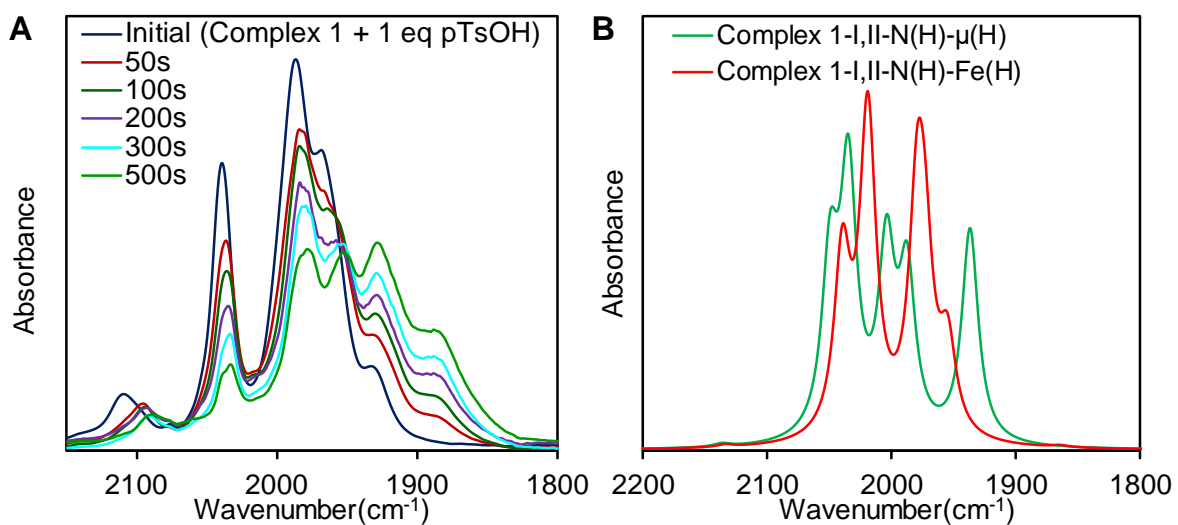 A
Initial (Complex 1 + 1 eq pTsOH)
50s
100s
200s
300s
500s
Absorbance
2100 2000 1900 1800
Wavenumber(cm⁻¹)
B
Complex 1-I,II-N(H)-µ(H)
Complex 1-I,II-N(H)-Fe(H)
Absorbance
2200 2100 2000 1900 1800
Wavenumber(cm⁻¹)